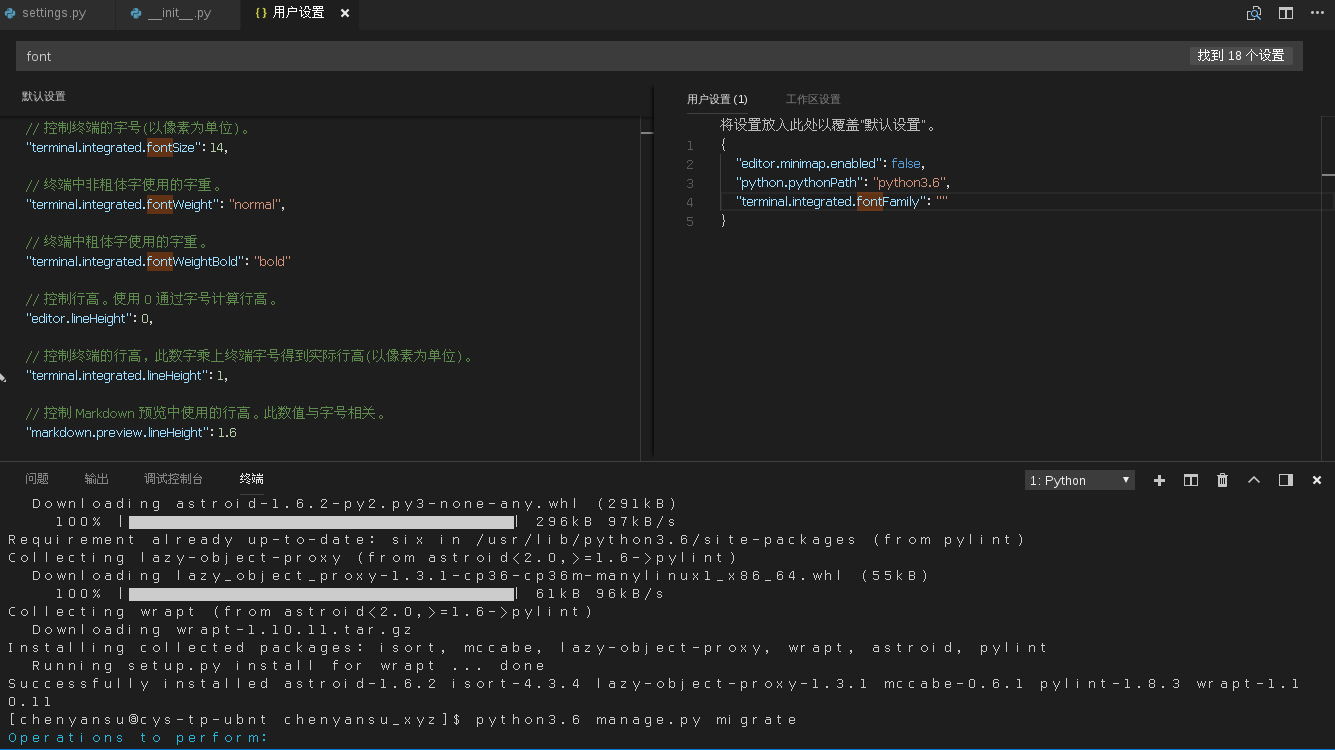 settings.py
__init__.py
{} 用户设置
font
找到 18 个设置
默认设置
// 控制终端的字号(以像素为单位)。
"terminal.integrated.fontSize": 14,
// 终端中非粗体字使用的字重。
"terminal.integrated.fontWeight": "normal",
// 终端中粗体字使用的字重。
"terminal.integrated.fontWeightBold": "bold"
// 控制行高。使用 0 通过字号计算行高。
"editor.lineHeight": 0,
// 控制终端的行高，此数字乘上终端字号得到实际行高(以像素为单位)。
"terminal.integrated.lineHeight": 1,
// 控制 Markdown 预览中使用的行高。此数值与字号相关。
"markdown.preview.lineHeight": 1.6
用户设置 (1)
工作区设置
将设置放入此处以覆盖"默认设置"。
1 {
2 "editor.minimap.enabled": false,
3 "python.pythonPath": "python3.6",
4 "terminal.integrated.fontFamily": ""
5 }
问题
输出
调试控制台
终端
1: Python
Downloading astroid-1.6.2-py2.py3-none-any.whl (291kB)
100% | | 296kB 97kB/s
Requirement already up-to-date: six in /usr/lib/python3.6/site-packages (from pylint)
Collecting lazy-object-proxy (from astroid<2.0,>=1.6->pylint)
Downloading lazy_object_proxy-1.3.1-cp36-cp36m-manylinux1_x86_64.whl (55kB)
100% | | 61kB 96kB/s
Collecting wrapt (from astroid<2.0,>=1.6->pylint)
Downloading wrapt-1.10.11.tar.gz
Installing collected packages: isort, mccabe, lazy-object-proxy, wrapt, astroid, pylint
Running setup.py install for wrapt ... done
Successfully installed astroid-1.6.2 isort-4.3.4 lazy-object-proxy-1.3.1 mccabe-0.6.1 pylint-1.8.3 wrapt-1.1
0.11
[chenyansu@cys-tp-ubnt chenyansu_xyz]$ python3.6 manage.py migrate
Operations to perform: